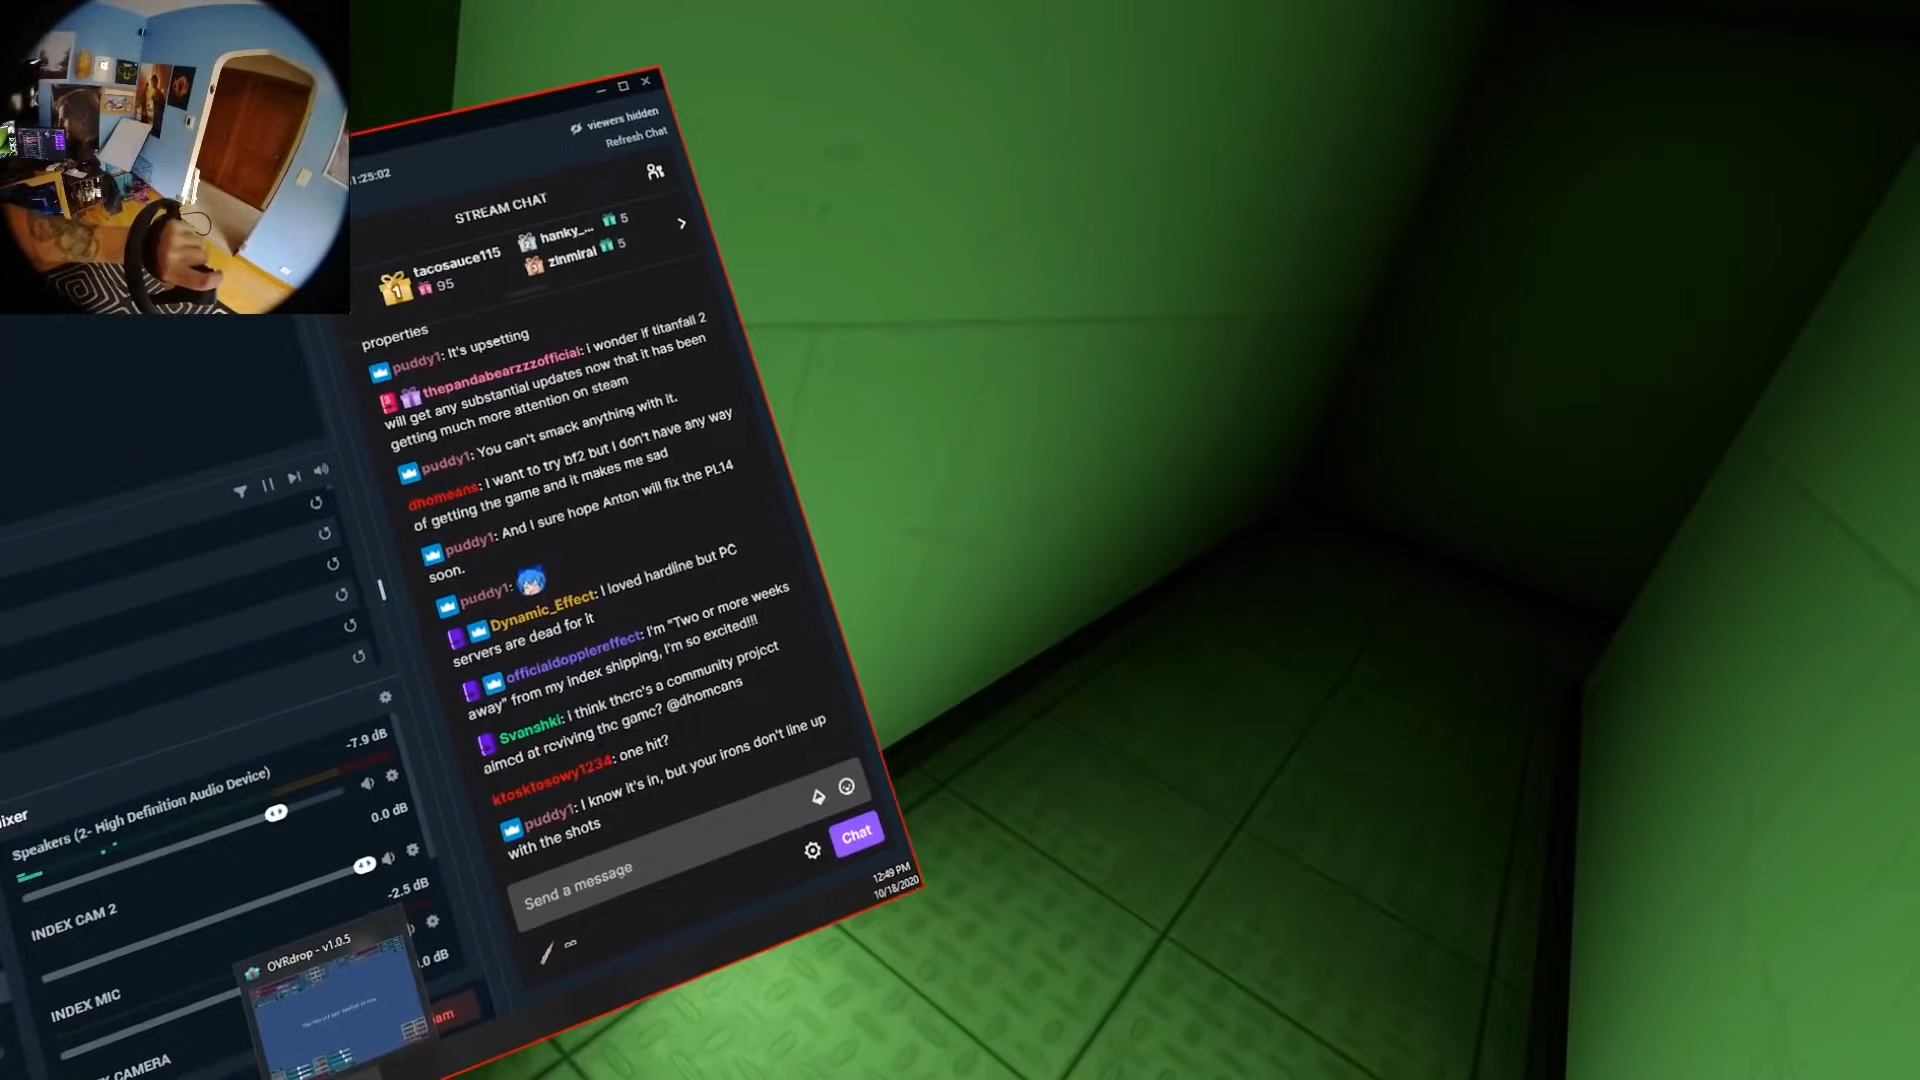 viewers hidden
Refresh Chat
1:25:02
STREAM CHAT
1 tacosauce115 95
2 hanky_... 5
3 zinmiral 5
properties
puddy1: It's upsetting
thepandabearzzzofficial: i wonder if titanfall 2
will get any substantial updates now that it has been
getting much more attention on steam
puddy1: You can't smack anything with it.
dhomeans: I want to try bf2 but I don't have any way
of getting the game and it makes me sad
puddy1: And I sure hope Anton will fix the PL14
soon.
puddy1:
Dynamic_Effect: I loved hardline but PC
servers are dead for it
officialdopplereffect: I'm "Two or more weeks
away" from my index shipping, I'm so excited!!!
Svanshki: i think there's a community project
aimed at reviving the game? @dhomeans
ktosktosowy1234: one hit?
puddy1: I know it's in, but your irons don't line up
with the shots
Send a message
Chat
12:49 PM
10/18/2020
ixer
-7.9 dB
Speakers (2- High Definition Audio Device)
0.0 dB
INDEX CAM 2
-2.5 dB
INDEX MIC
.0 dB
CAMERA
OVRdrop - v1.0.5
eam